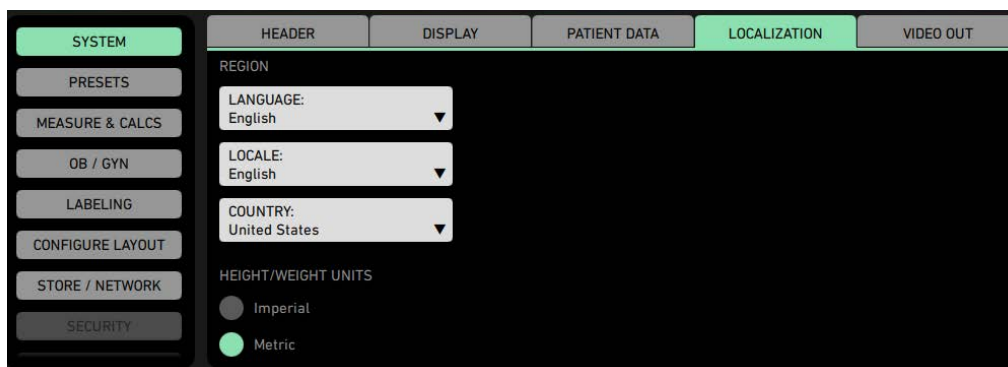 SYSTEM
PRESETS
MEASURE & CALCS
OB / GYN
LABELING
CONFIGURE LAYOUT
STORE / NETWORK
SECURITY
HEADER
DISPLAY
PATIENT DATA
LOCALIZATION
VIDEO OUT
REGION
LANGUAGE:
English
LOCALE:
English
COUNTRY:
United States
HEIGHT/WEIGHT UNITS
Imperial
Metric